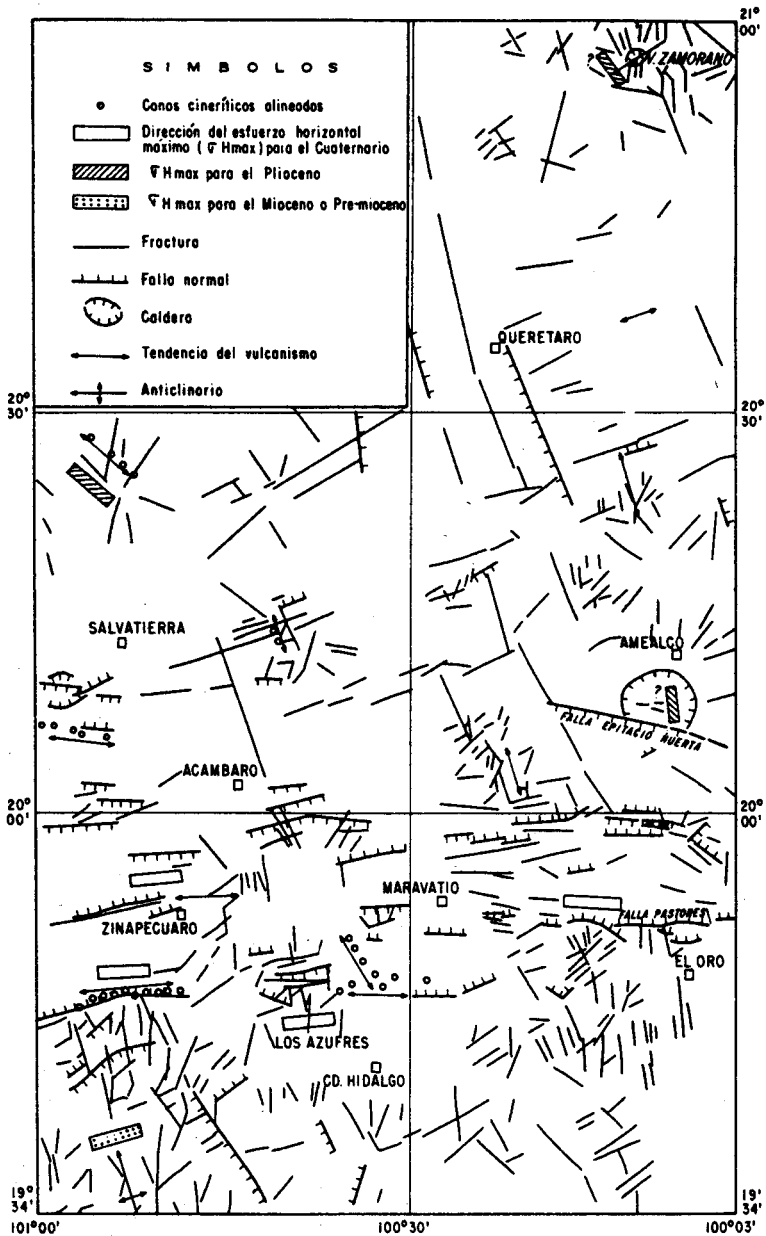 21°
00'
SIMBOLOS
Conos cineríticos alineados
Dirección del esfuerzo horizontal
máximo (σHmax) para el Cuaternario
σHmax para el Plioceno
σHmax para el Mioceno o Pre-mioceno
Fractura
Falla normal
Caldera
Tendencia del vulcanismo
Anticlinorio
?
V. ZAMORANO
QUERETARO
20°
30'
20°
30'
SALVATIERRA
AMEALCO
?
FALLA EPITACIO HUERTA
ACAMBARO
20°
00'
20°
00'
MARAVATIO
ZINAPECUARO
FALLA PASTORES
EL ORO
LOS AZUFRES
CD. HIDALGO
19°
34'
19°
34'
101°00'
100°30'
100°03'